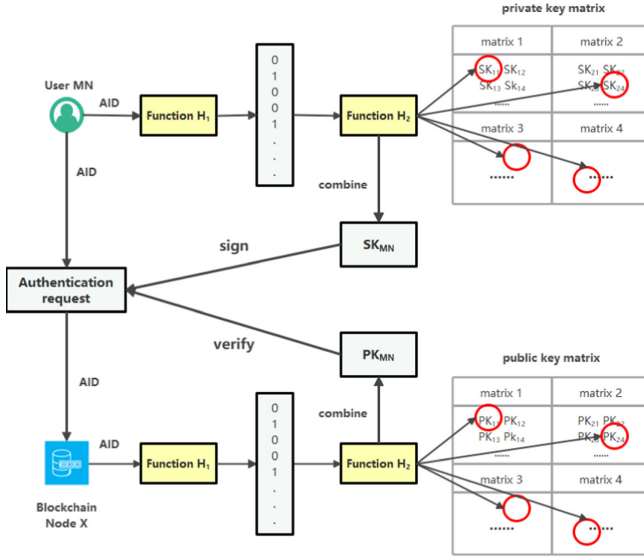 private key matrix
matrix 1
matrix 2
SK11 SK12
SK13 Sk14
......
SK21
SK24
......
matrix 3
matrix 4
......
......
User MN
AID
Function H1
0
1
0
0
1
.
.
.
Function H2
AID
combine
sign
SKMN
Authentication
request
verify
PKMN
AID
combine
public key matrix
matrix 1
matrix 2
PK11 PK12
PK13 Pk14
......
PK21
PK24
......
matrix 3
matrix 4
......
......
AID
Function H1
0
1
0
0
1
.
.
.
Function H2
Blockchain
Node X